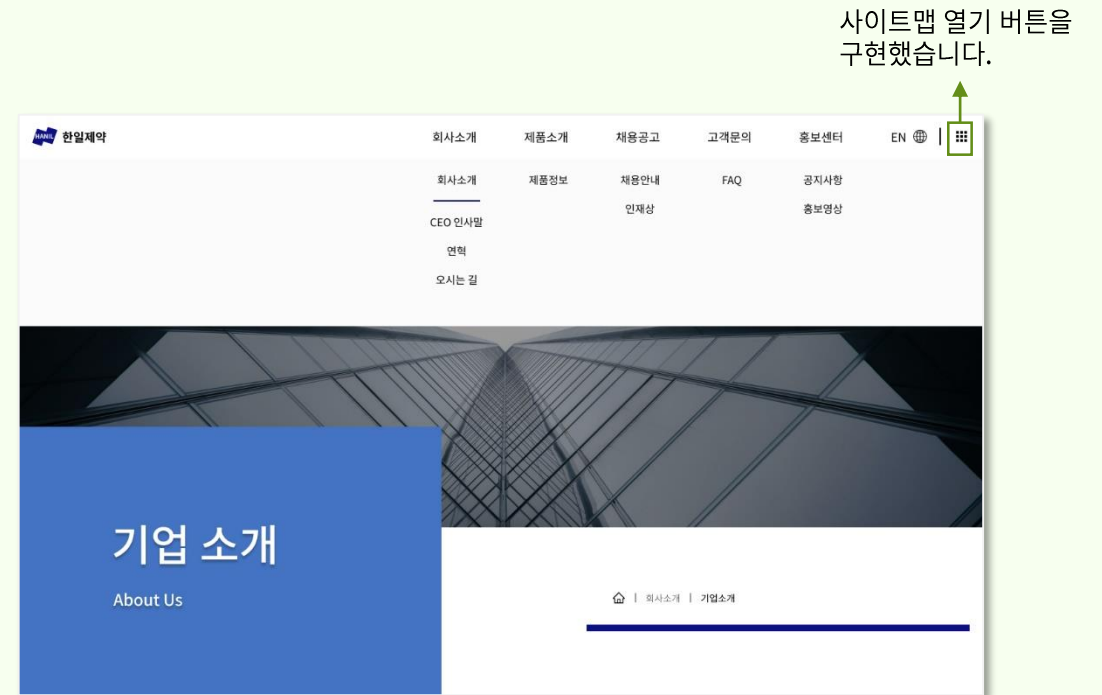 사이트맵 열기 버튼을
구현했습니다.
HANIL 한일제약 회사소개 제품소개 채용공고 고객문의 홍보센터 EN
회사소개 제품정보 채용안내 FAQ 공지사항
인재상 홍보영상
CEO 인사말
연혁
오시는 길
기업 소개
About Us
회사소개 | 기업소개